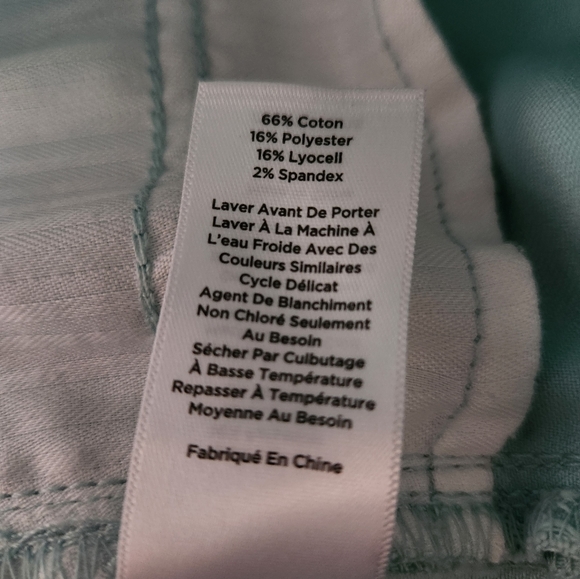 66% Coton
16% Polyester
16% Lyocell
2% Spandex
Laver Avant De Porter
Laver À La Machine À
L'eau Froide Avec Des
Couleurs Similaires
Cycle Délicat
Agent De Blanchiment
Non Chloré Seulement
Au Besoin
Sécher Par Culbutage
À Basse Température
Repasser À Température
Moyenne Au Besoin
Fabriqué En Chine